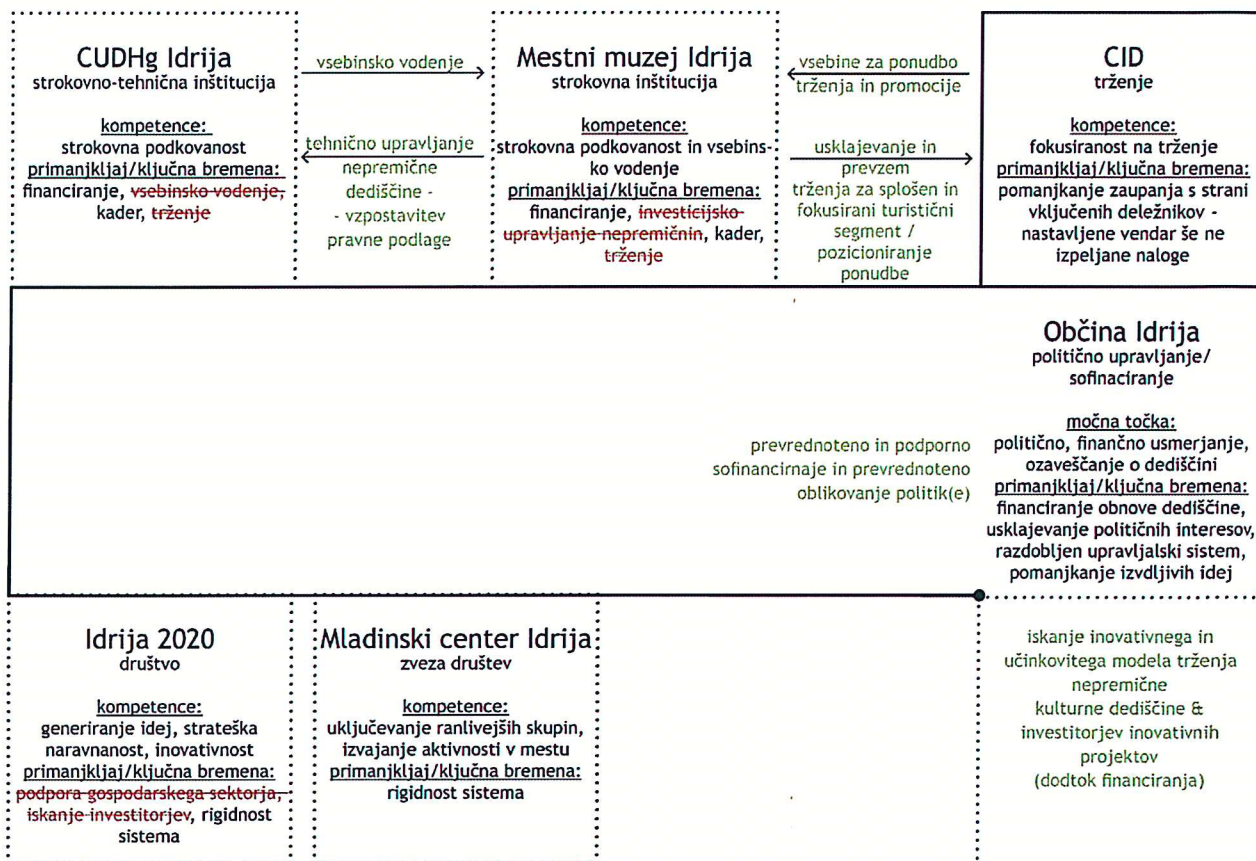 CUDHg Idrija
strokovno-tehnična inštitucija
kompetence:
strokovna podkovanost
primanjkljaj/ključna bremena:
financiranje, vsebinsko vodenje,
kader, trženje
vsebinsko vodenje
tehnično upravljanje
nepremične
dediščine -
- vzpostavitev
pravne podlage
Mestni muzej Idrija
strokovna inštitucija
kompetence:
strokovna podkovanost in vsebins-
ko vodenje
primanjkljaj/ključna bremena:
financiranje, investicijsko
upravljanje nepremičnin, kader,
trženje
vsebine za ponudbo
trženja in promocije
usklajevanje in
prevzem
trženja za splošen in
fokusirani turistični
segment /
pozicioniranje
ponudbe
CID
trženje
kompetence:
fokusiranost na trženje
primanjkljaj/ključna bremena:
pomanjkanje zaupanja s strani
vključenih deležnikov -
nastavljene vendar še ne
izpeljane naloge
prevrednoteno in podporno
sofinancirnaje in prevrednoteno
oblikovanje politik(e)
Občina Idrija
politično upravljanje/
sofinaciranje
močna točka:
politično, finančno usmerjanje,
ozaveščanje o dediščini
primanjkljaj/ključna bremena:
financiranje obnove dediščine,
usklajevanje političnih interesov,
razdobljen upravljalski sistem,
pomanjkanje izvdljivih idej
Idrija 2020
društvo
kompetence:
generiranje idej, strateška
naravnanost, inovativnost
primanjkljaj/ključna bremena:
podpora gospodarskega sektorja,
iskanje investitorjev, rigidnost
sistema
Mladinski center Idrija
zveza društev
kompetence:
uključevanje ranlivejših skupin,
izvajanje aktivnosti v mestu
primanjkljaj/ključna bremena:
rigidnost sistema
iskanje inovativnega in
učinkovitega modela trženja
nepremične
kulturne dediščine &
investitorjev inovativnih
projektov
(dodtok financiranja)